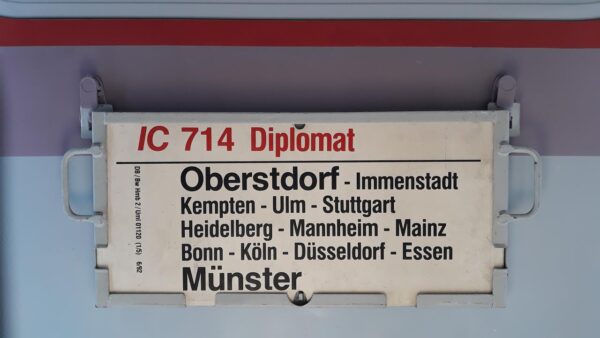 IC 714 Diplomat
Oberstdorf - Immenstadt
Kempten - Ulm - Stuttgart
Heidelberg - Mannheim - Mainz
Bonn - Köln - Düsseldorf - Essen
Münster